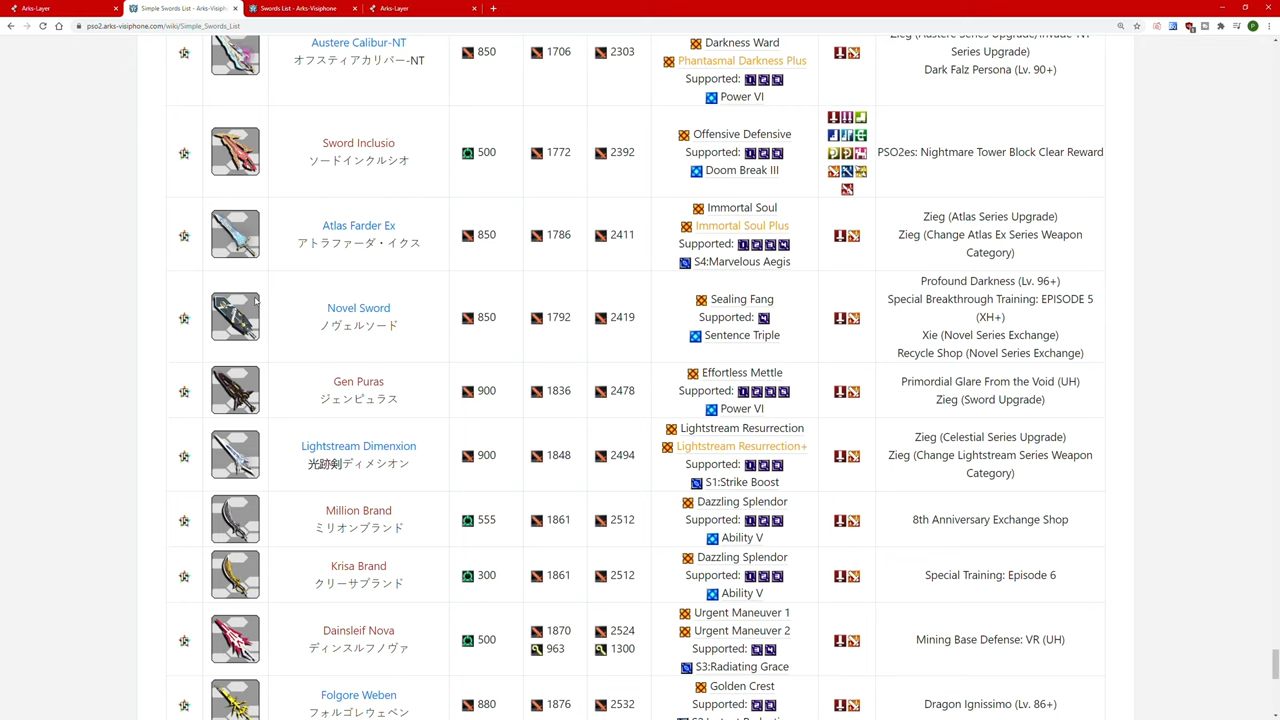 Arks-Layer
Simple Swords List - Arks-Visiphone
Swords List - Arks-Visiphone
Arks-Layer
pso2.arks-visiphone.com/wiki/Simple_Swords_List
Austere Calibur-NT
オフスティアカリバー-NT
850
1706
2303
Darkness Ward
Phantasmal Darkness Plus
Supported:
Power VI
Zieg (Austere Series Upgrade/Invade-NT
Series Upgrade)
Dark Falz Persona (Lv. 90+)
Sword Inclusio
ソードインクルシオ
500
1772
2392
Offensive Defensive
Supported:
Doom Break III
PSO2es: Nightmare Tower Block Clear Reward
Atlas Farder Ex
アトラファーダ・イクス
850
1786
2411
Immortal Soul
Immortal Soul Plus
Supported:
S4:Marvelous Aegis
Zieg (Atlas Series Upgrade)
Zieg (Change Atlas Ex Series Weapon
Category)
Novel Sword
ノヴェルソード
850
1792
2419
Sealing Fang
Supported:
Sentence Triple
Profound Darkness (Lv. 96+)
Special Breakthrough Training: EPISODE 5
(XH+)
Xie (Novel Series Exchange)
Recycle Shop (Novel Series Exchange)
Gen Puras
ジェンピュラス
900
1836
2478
Effortless Mettle
Supported:
Power VI
Primordial Glare From the Void (UH)
Zieg (Sword Upgrade)
Lightstream Dimenxion
光跡剣ディメシオン
900
1848
2494
Lightstream Resurrection
Lightstream Resurrection+
Supported:
S1:Strike Boost
Zieg (Celestial Series Upgrade)
Zieg (Change Lightstream Series Weapon
Category)
Million Brand
ミリオンブランド
555
1861
2512
Dazzling Splendor
Supported:
Ability V
8th Anniversary Exchange Shop
Krisa Brand
クリーサブランド
300
1861
2512
Dazzling Splendor
Supported:
Ability V
Special Training: Episode 6
Dainsleif Nova
ディンスルフノヴァ
500
1870
963
2524
1300
Urgent Maneuver 1
Urgent Maneuver 2
Supported:
S3:Radiating Grace
Mining Base Defense: VR (UH)
Folgore Weben
フォルゴレウェベン
880
1876
2532
Golden Crest
Supported:
Dragon Ignissimo (Lv. 86+)